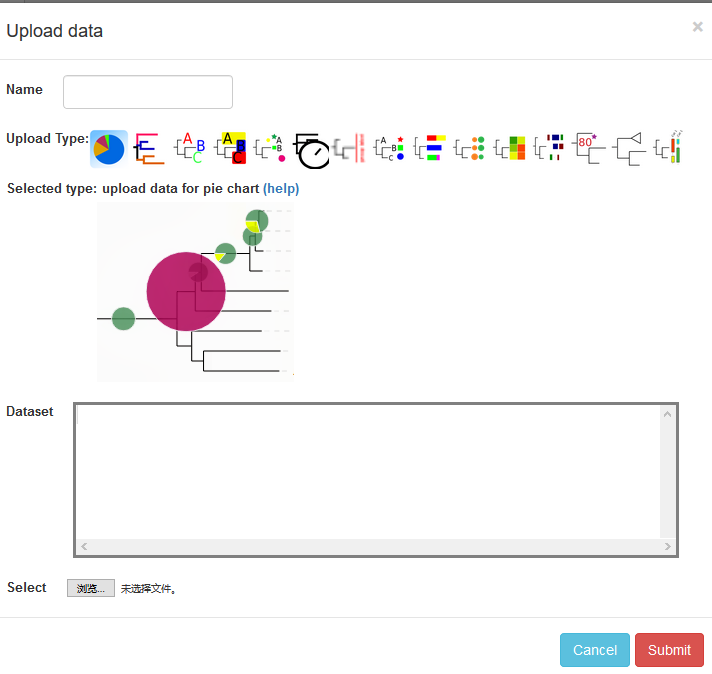 Upload data
×
Name
Upload Type:
A B C
A B C
A B
A B C
80
Selected type: upload data for pie chart (help)
Dataset
Select 浏览... 未选择文件。
Cancel Submit